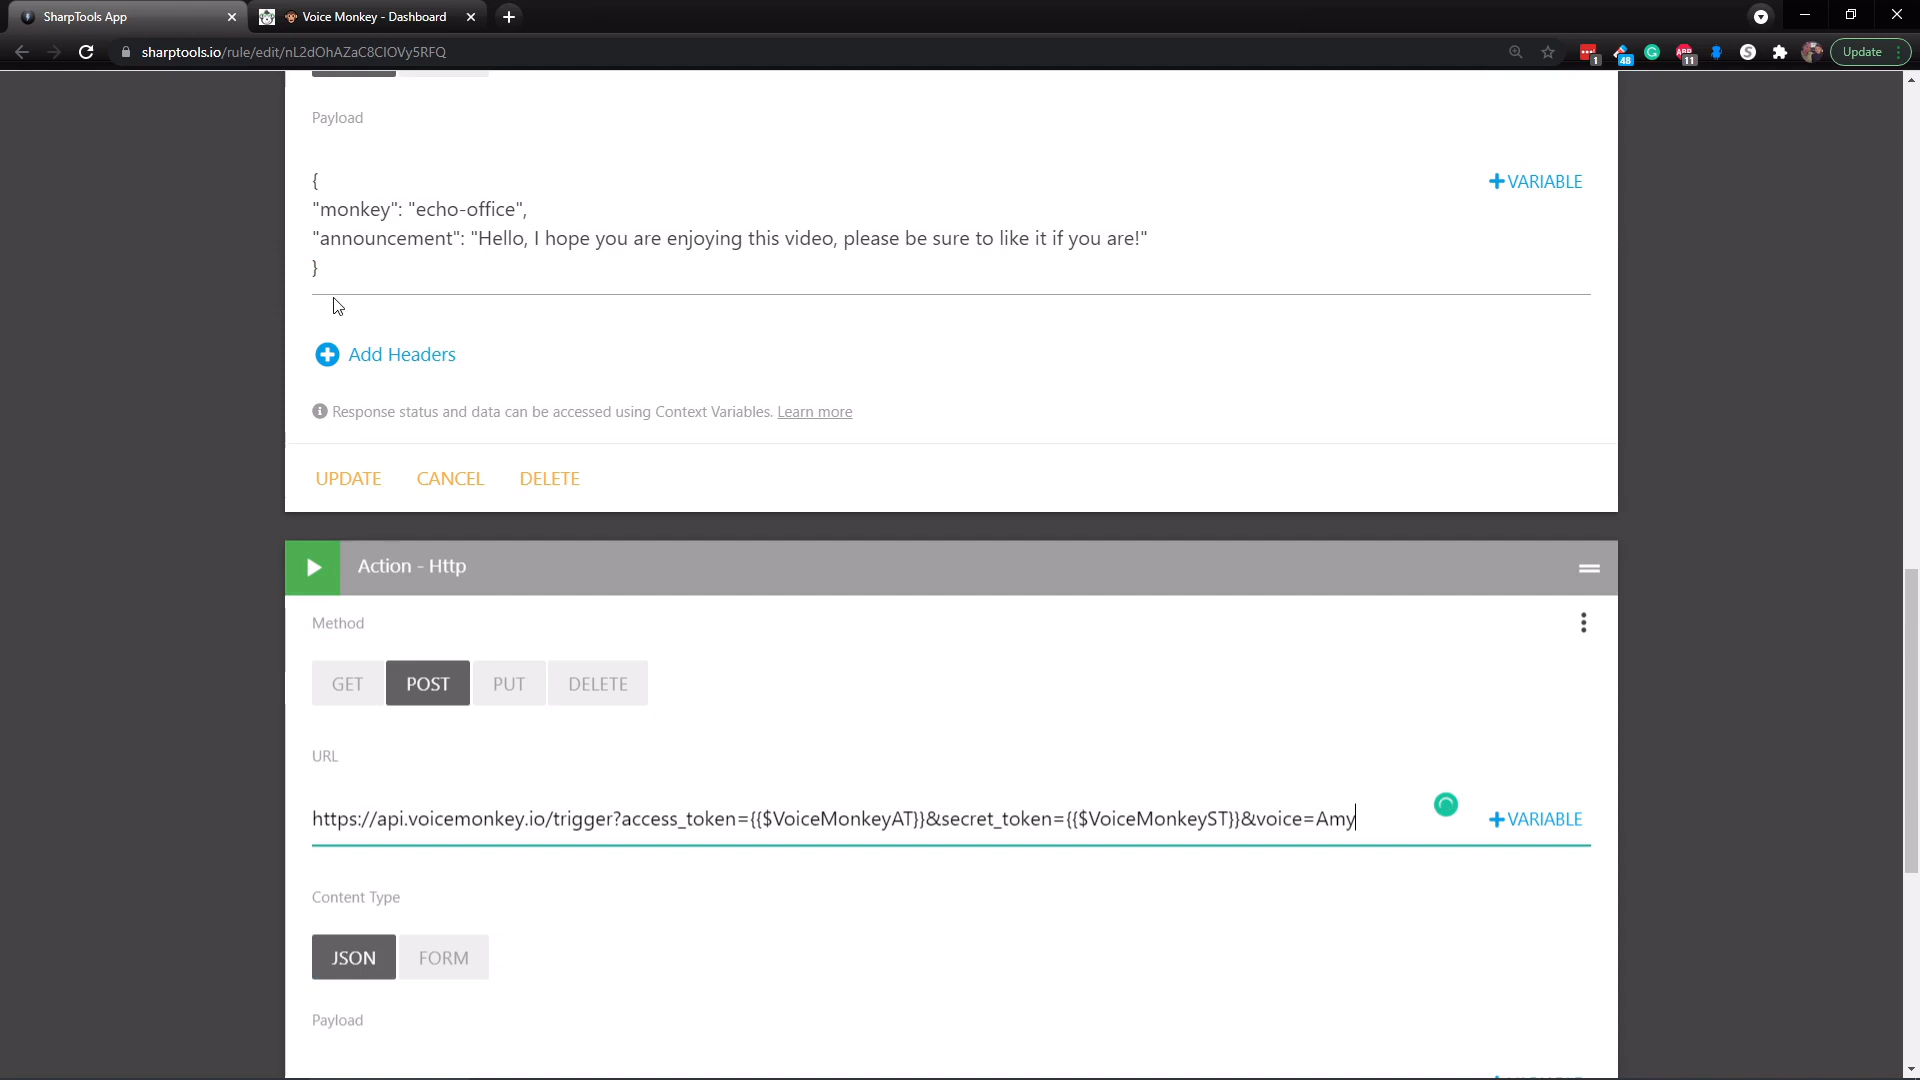 SharpTools App
Voice Monkey - Dashboard
sharptools.io/rule/edit/nL2dOhAZaC8ClOVy5RFQ
1
48
11
Update
Payload
{
+VARIABLE
"monkey": "echo-office",
"announcement": "Hello, I hope you are enjoying this video, please be sure to like it if you are!"
}
Add Headers
Response status and data can be accessed using Context Variables. Learn more
UPDATE CANCEL DELETE
Action - Http
Method
GET POST PUT DELETE
URL
https://api.voicemonkey.io/trigger?access_token={{$VoiceMonkeyAT}}&secret_token={{$VoiceMonkeyST}}&voice=Amy
+VARIABLE
Content Type
JSON FORM
Payload